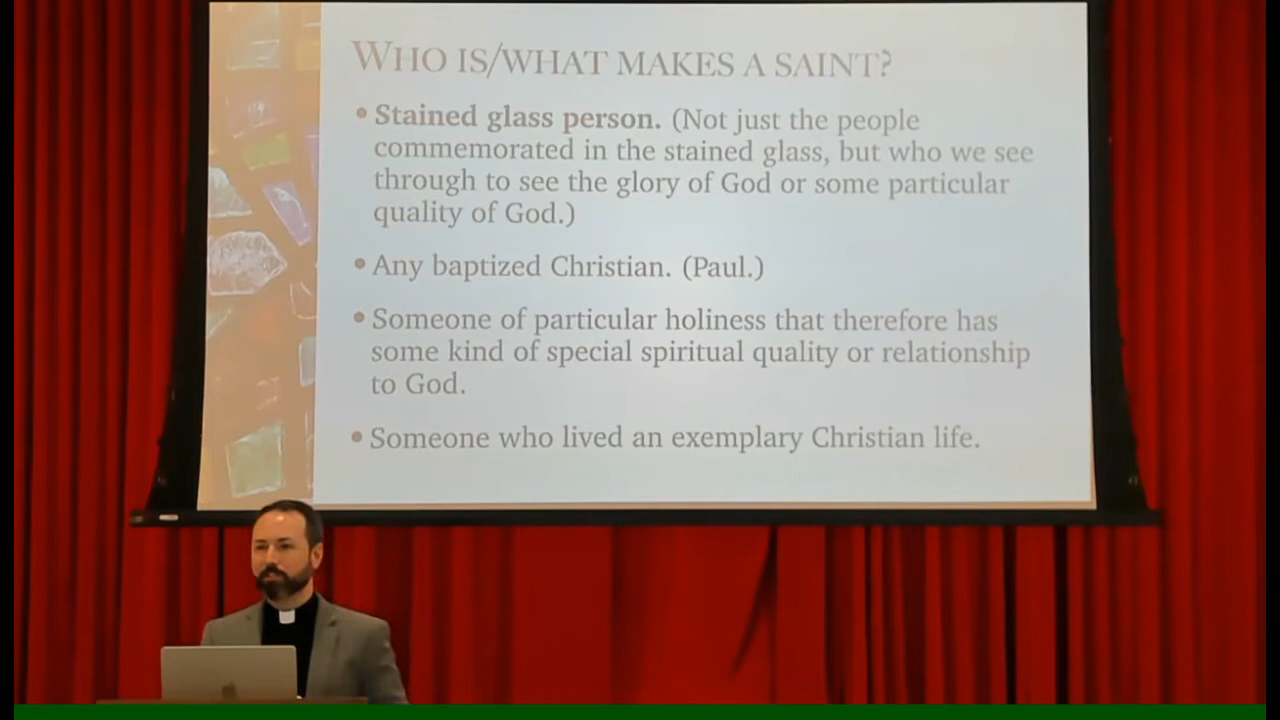 WHO IS/WHAT MAKES A SAINT?
• Stained glass person. (Not just the people
commemorated in the stained glass, but who we see
through to see the glory of God or some particular
quality of God.)
• Any baptized Christian. (Paul.)
• Someone of particular holiness that therefore has
some kind of special spiritual quality or relationship
to God.
• Someone who lived an exemplary Christian life.